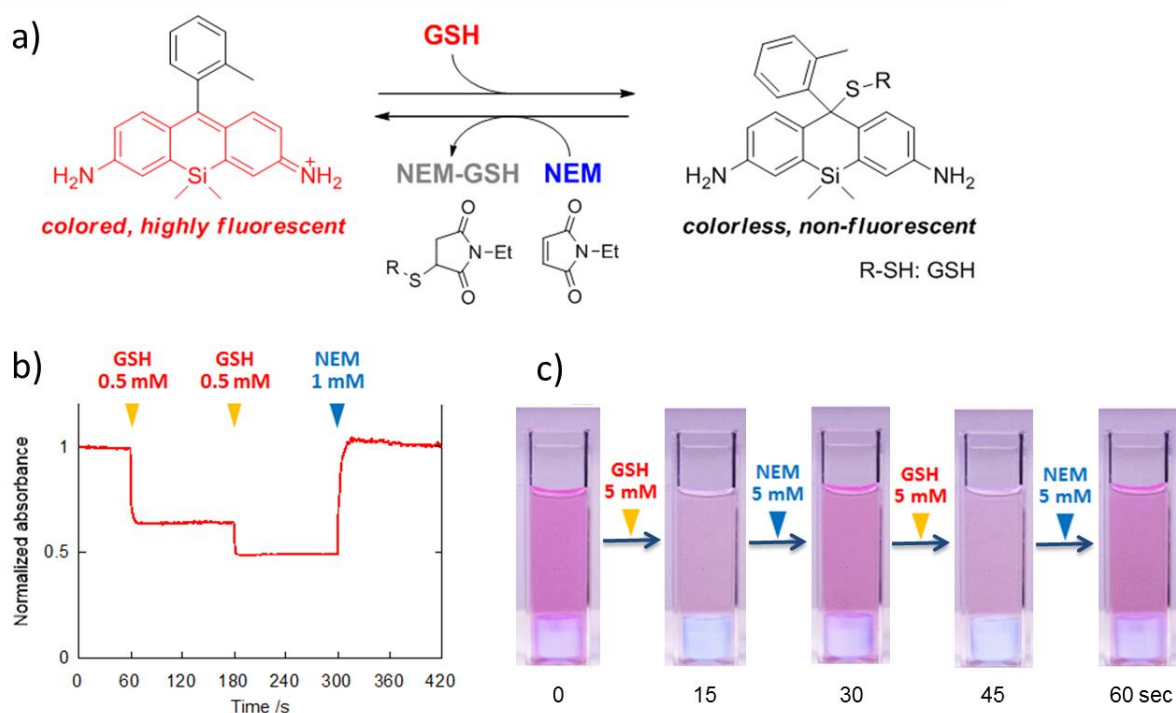 a)
GSH
NEM-GSH NEM
H₂N Si NH₂
+
colored, highly fluorescent
O
N-Et
R-S
O
O
N-Et
O
S-R
H₂N Si NH₂
colorless, non-fluorescent
R-SH: GSH
b)
GSH
0.5 mM
GSH
0.5 mM
NEM
1 mM
Normalized absorbance
1
0.5
0
0 60 120 180 240 300 360 420
Time /s
c)
GSH
5 mM
NEM
5 mM
GSH
5 mM
NEM
5 mM
0 15 30 45 60 sec